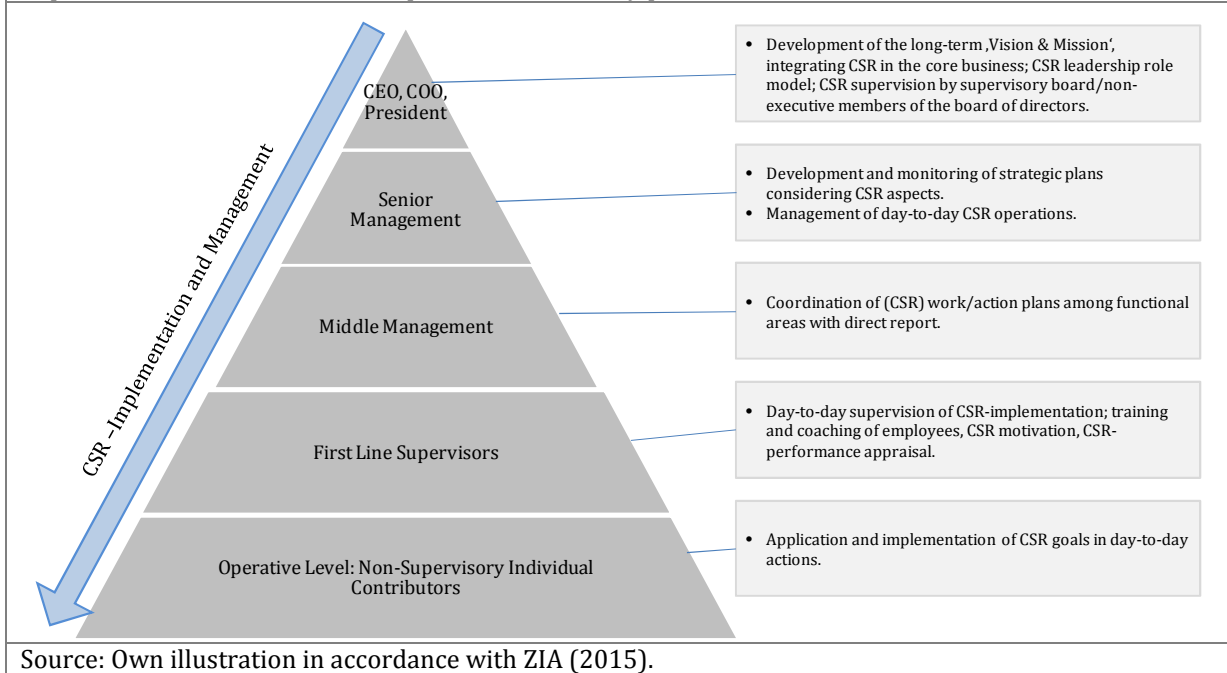 CEO, COO,
President
• Development of the long-term ‚Vision & Mission‘,
integrating CSR in the core business; CSR leadership role
model; CSR supervision by supervisory board/non-
executive members of the board of directors.
Senior
Management
• Development and monitoring of strategic plans
considering CSR aspects.
• Management of day-to-day CSR operations.
CSR –Implementation and Management
Middle Management
• Coordination of (CSR) work/action plans among functional
areas with direct report.
First Line Supervisors
• Day-to-day supervision of CSR-implementation; training
and coaching of employees, CSR motivation, CSR-
performance appraisal.
Operative Level: Non-Supervisory Individual
Contributors
• Application and implementation of CSR goals in day-to-day
actions.
Source: Own illustration in accordance with ZIA (2015).